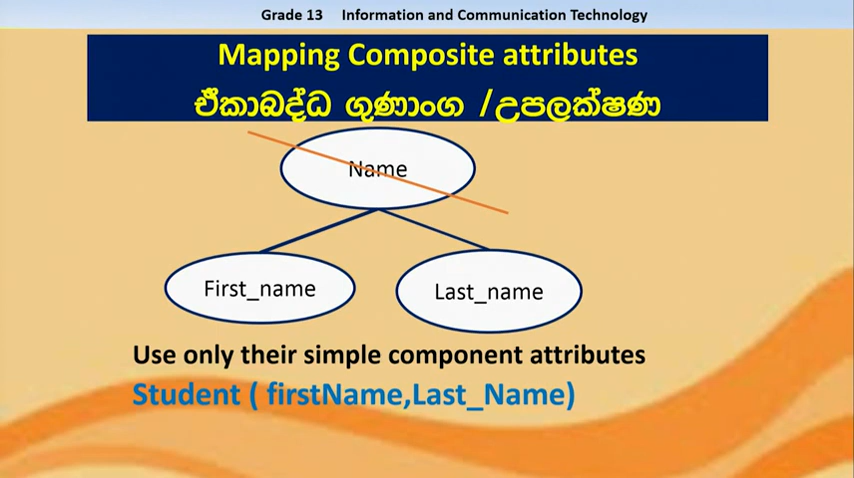 Grade 13 Information and Communication Technology
Mapping Composite attributes
ඒකාබද්ධ ගුණාංග /උපලක්ෂණ
Name
First_name
Last_name
Use only their simple component attributes
Student ( firstName,Last_Name)